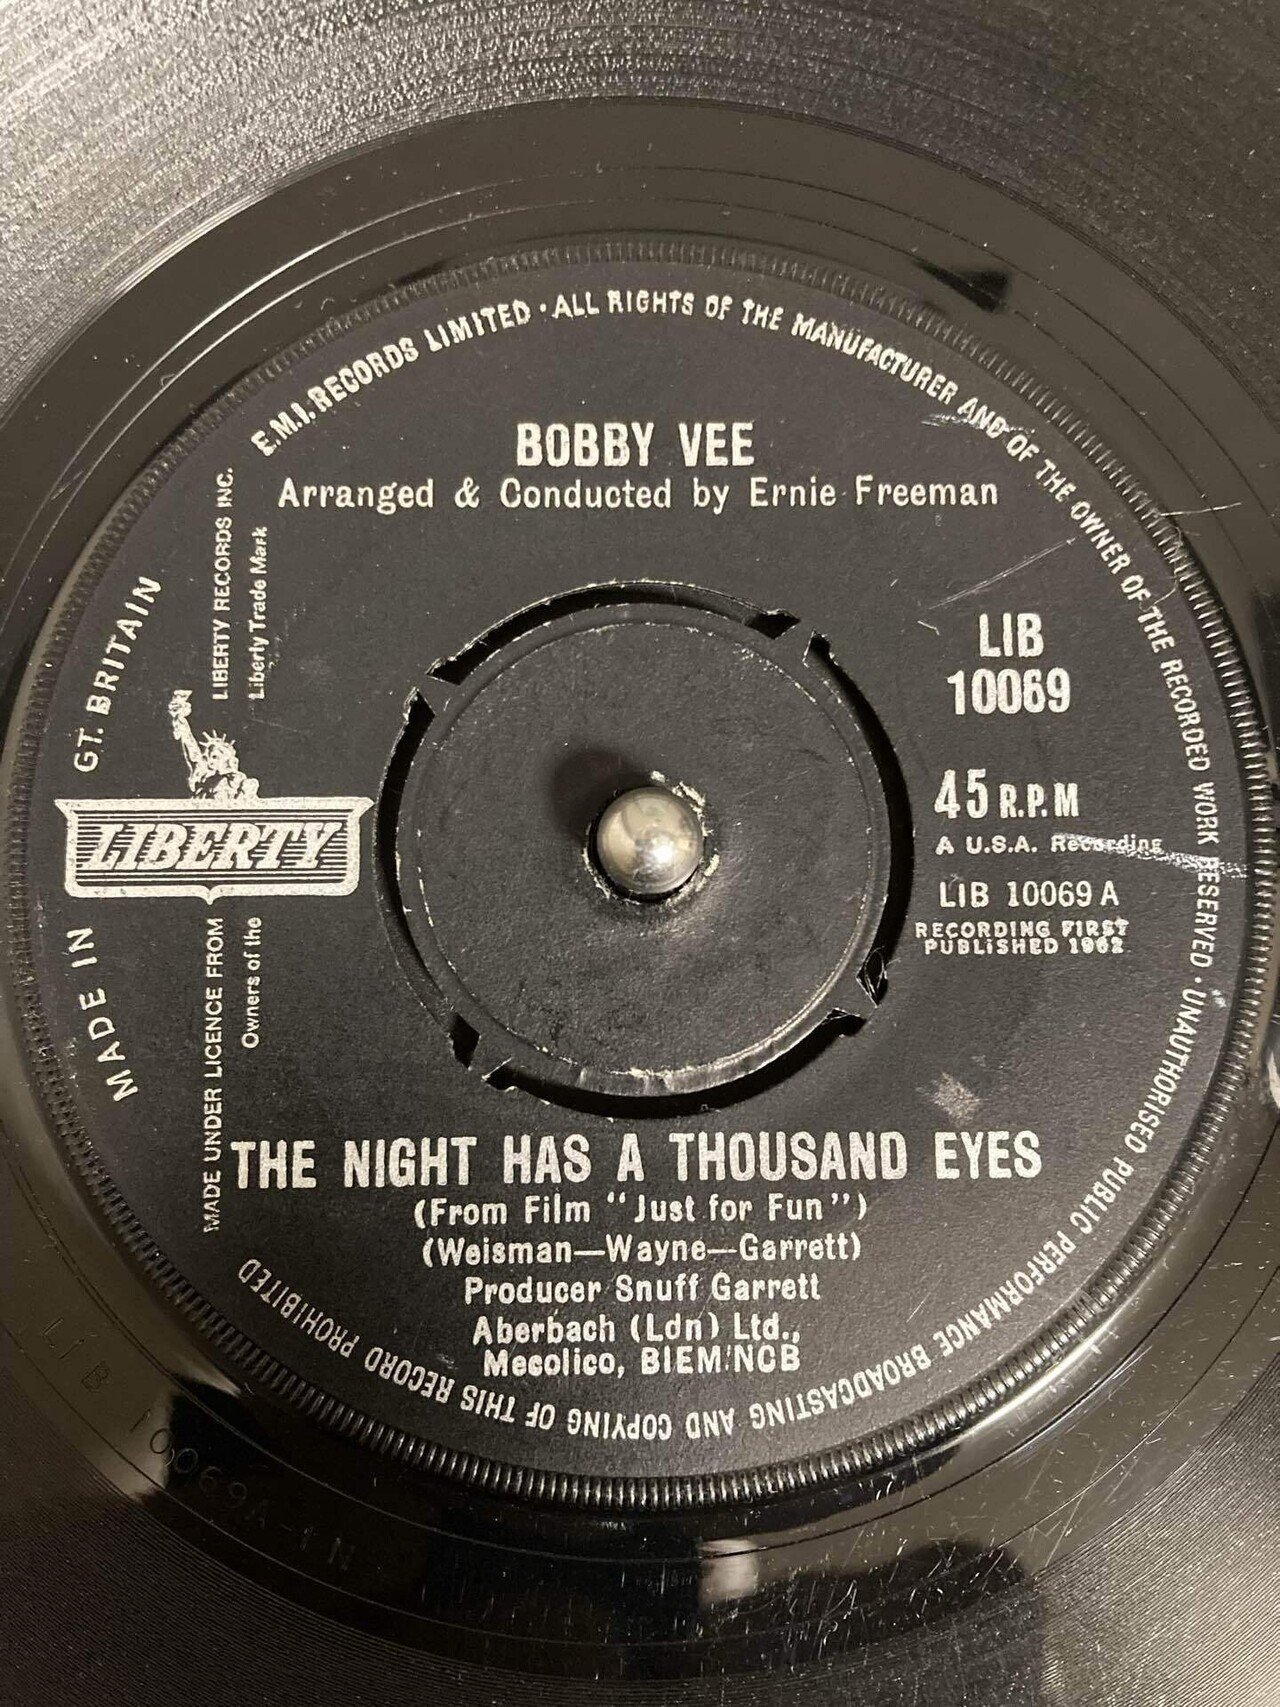 E.M.I. RECORDS LIMITED · ALL RIGHTS OF THE MANUFACTURER AND OF THE OWNER OF THE RECORDED WORK RESERVED · UNAUTHORISED PUBLIC PERFORMANCE BROADCASTING AND COPYING OF THIS RECORD PROHIBITED
MADE IN GT. BRITAIN
BOBBY VEE
Arranged & Conducted by Ernie Freeman
LIBERTY RECORDS INC.
Liberty Trade Mark
LIBERTY
MADE UNDER LICENCE FROM
Owners of the
LIB
10069
45 R.P.M
A U.S.A. Recording
LIB 10069 A
RECORDING FIRST
PUBLISHED 1962
THE NIGHT HAS A THOUSAND EYES
(From Film "Just for Fun")
(Weisman—Wayne—Garrett)
Producer Snuff Garrett
Aberbach (Ldn) Ltd.,
Mecolico, BIEM/NCB
LIB 10069A-1N